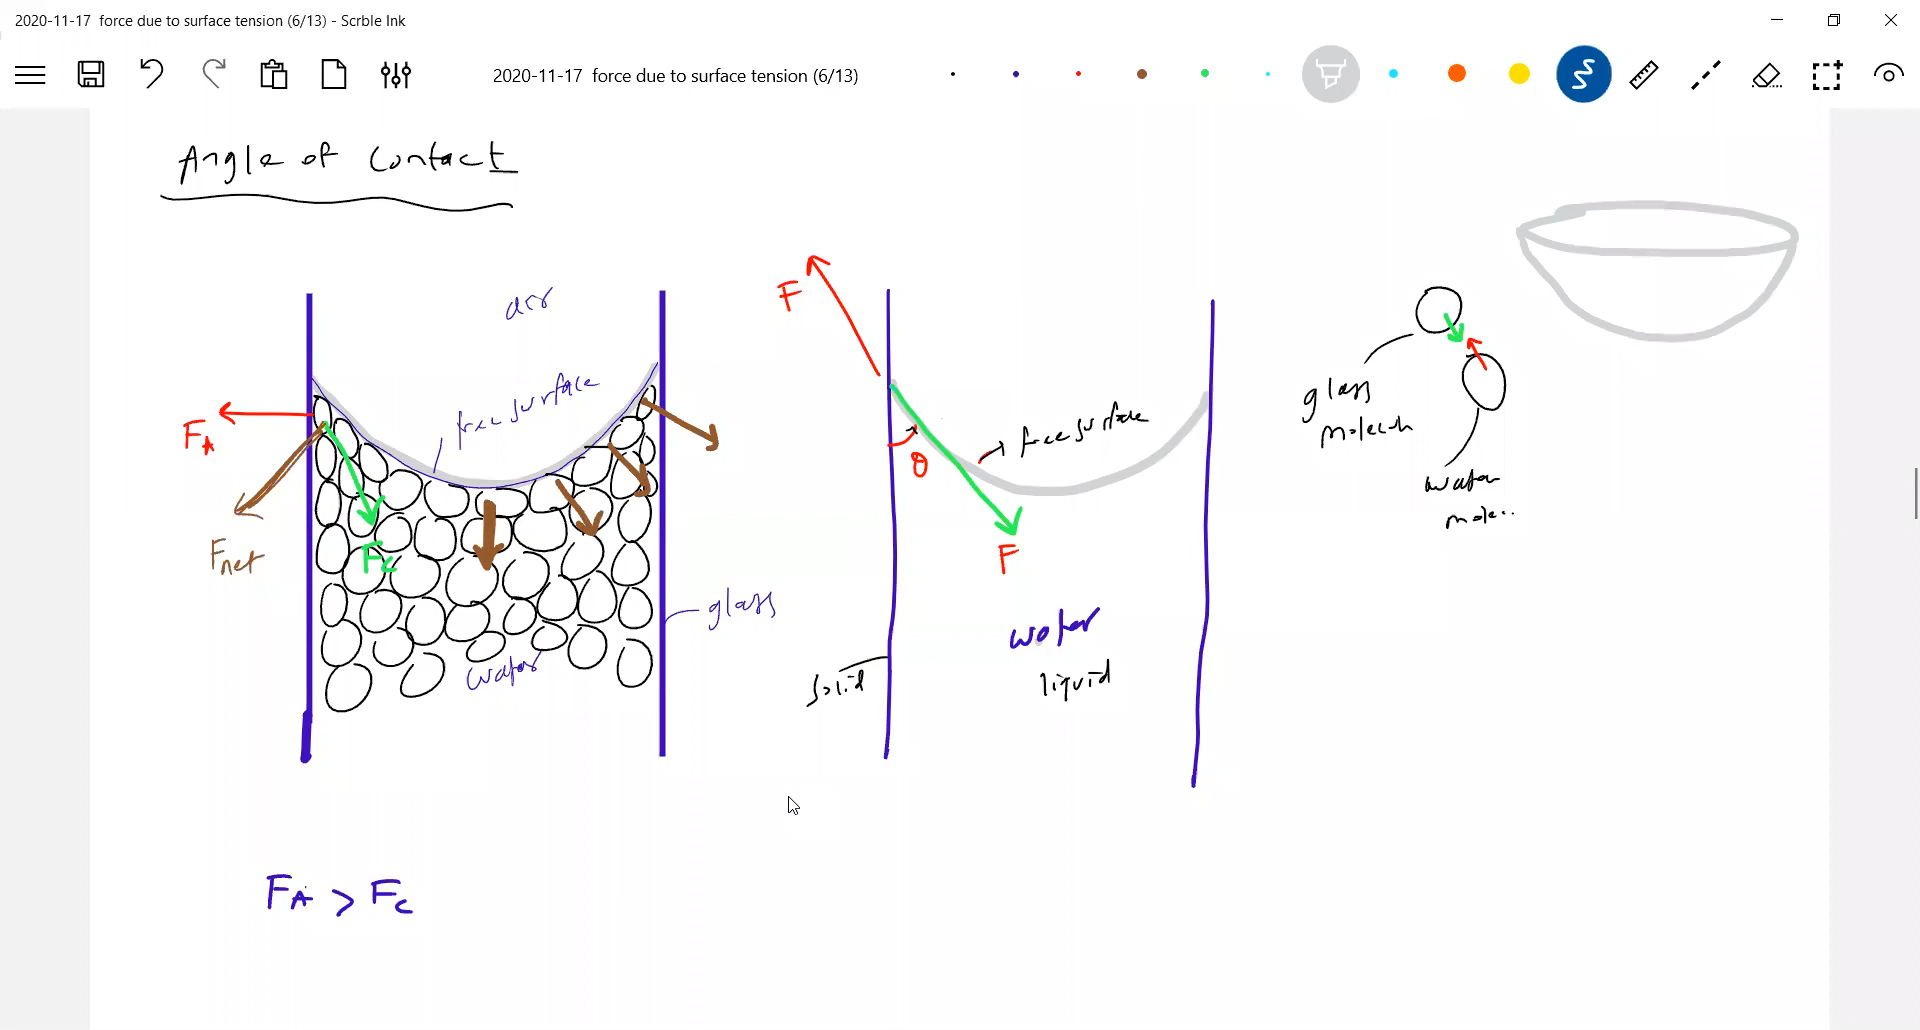 2020-11-17 force due to surface tension (6/13) - Scrble Ink
2020-11-17 force due to surface tension (6/13)
Angle of Contact
air
free surface
FA
Fnet
Fc
glass
water
FA > Fc
F
θ
free surface
F
water
liquid
solid
glass
molecule
water
molec..